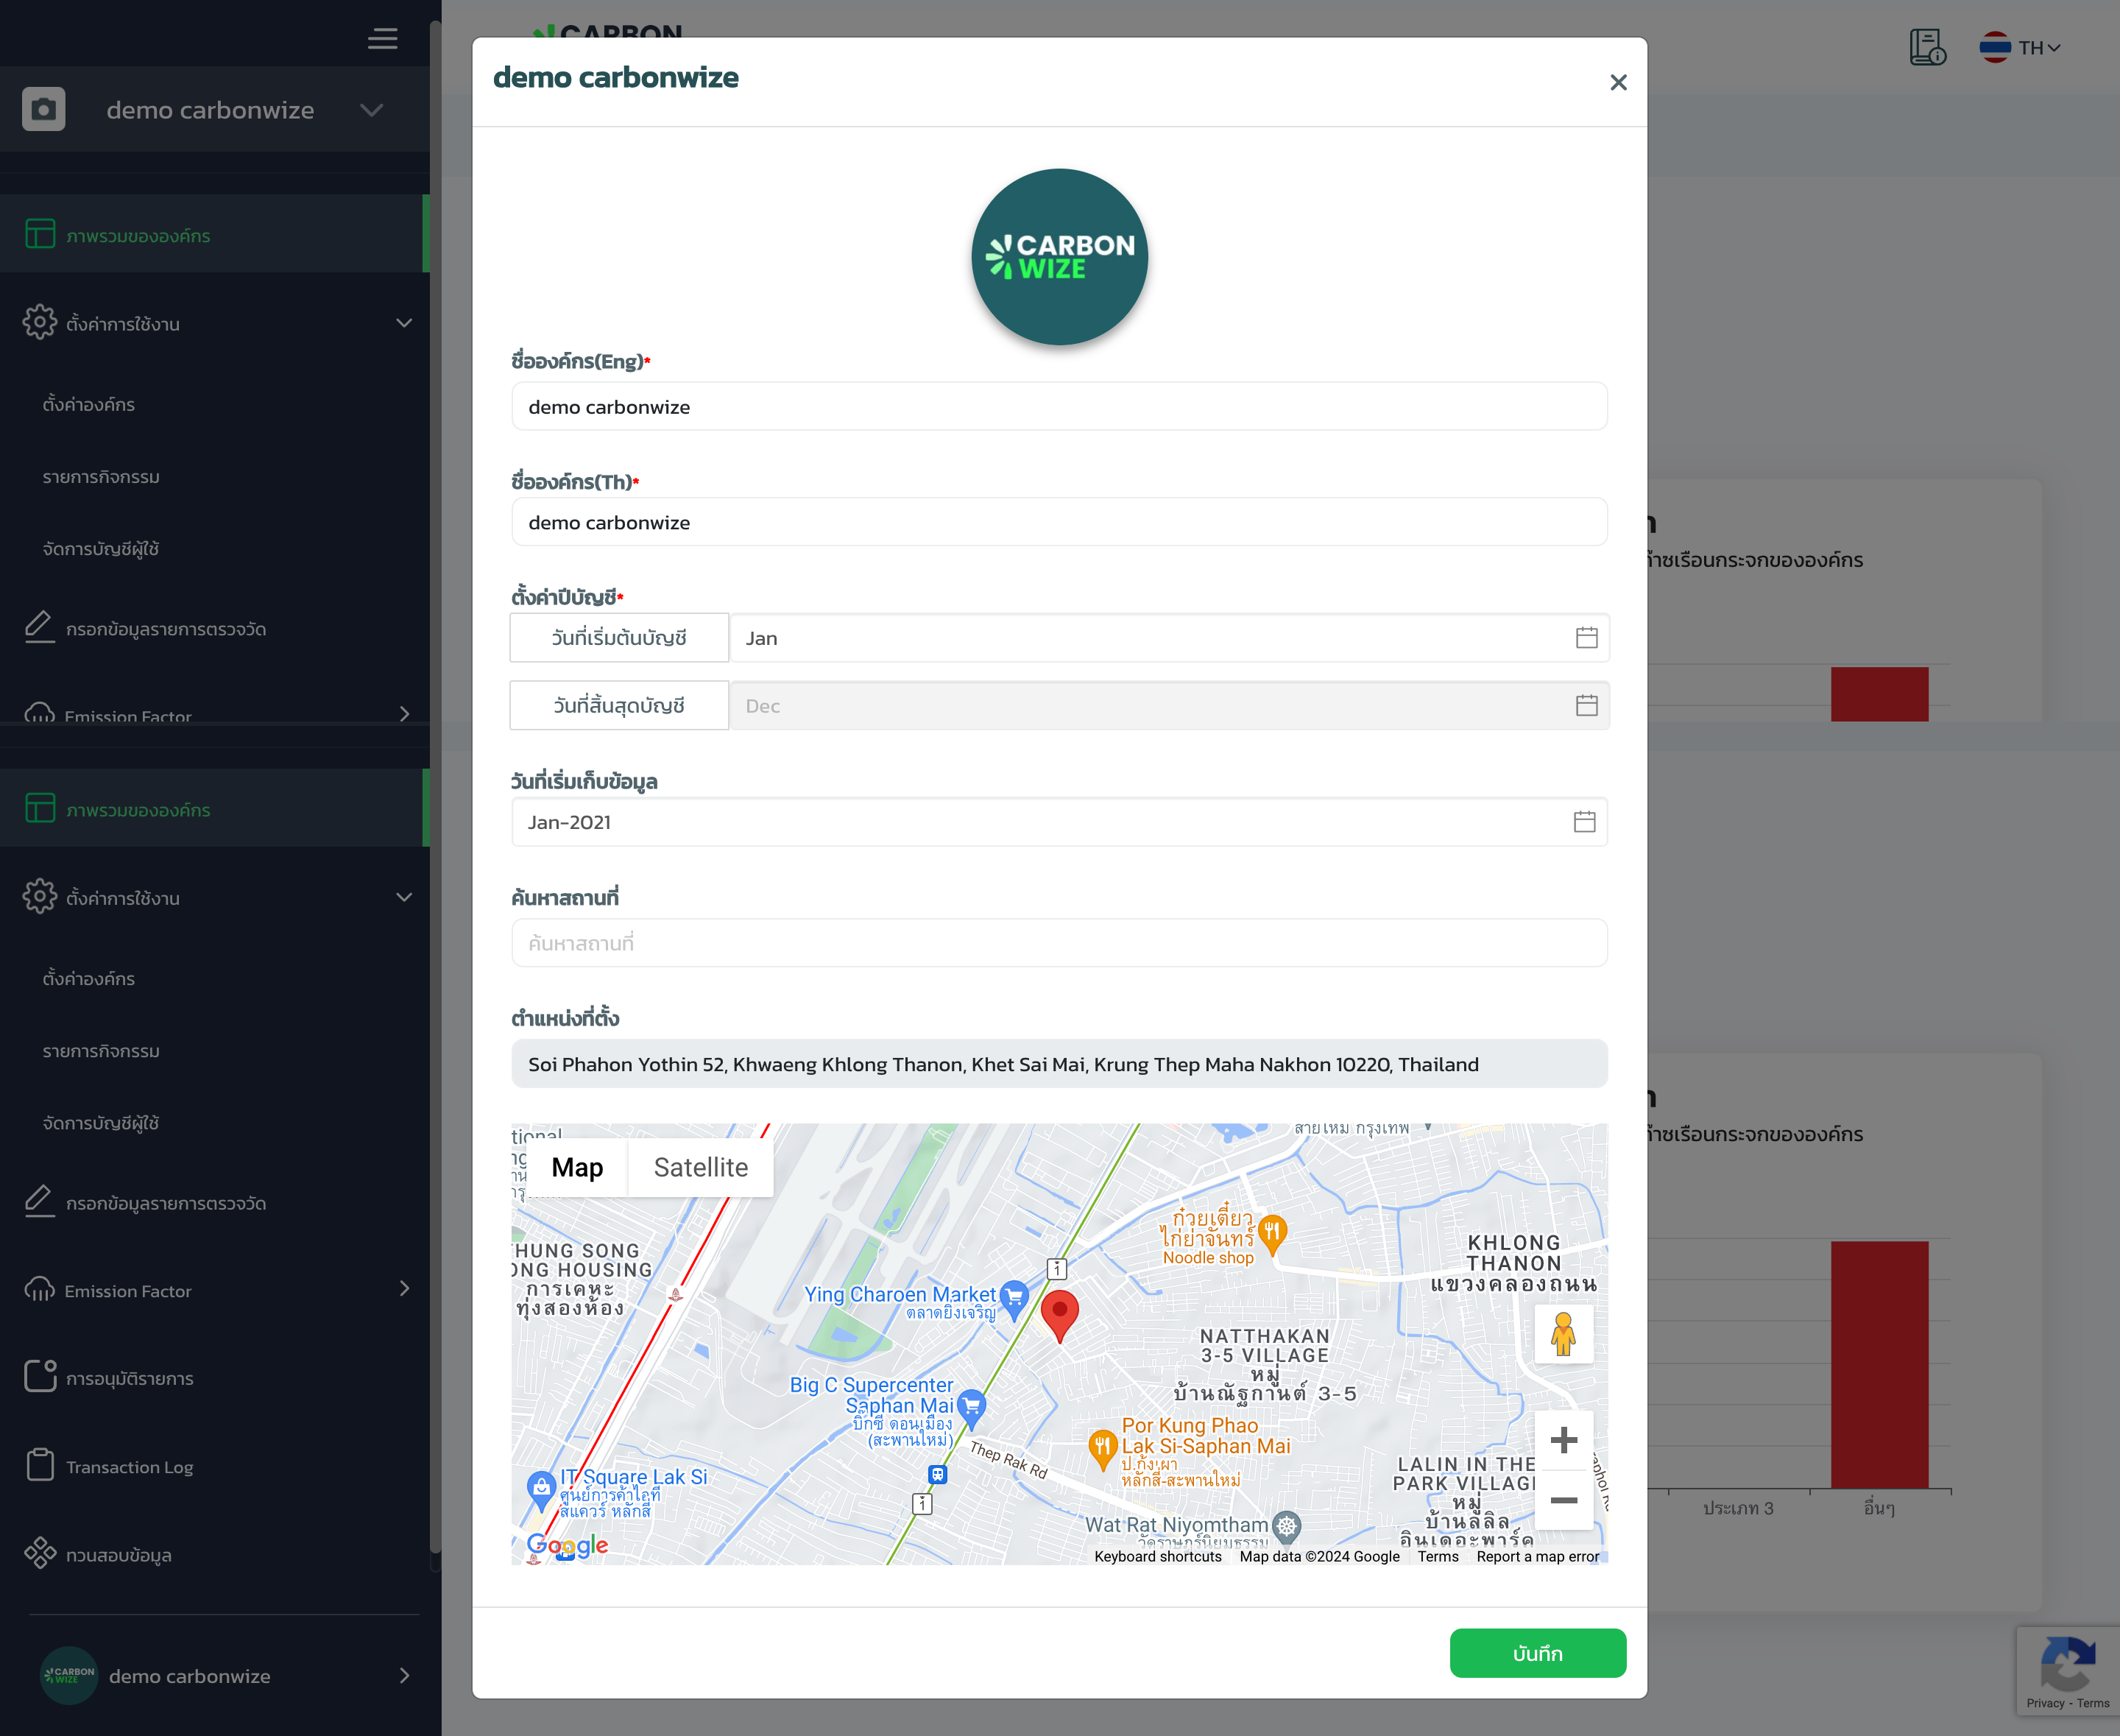 demo carbonwize
ภาพรวมขององค์กร
ตั้งค่าการใช้งาน
ตั้งค่าองค์กร
รายการกิจกรรม
จัดการบัญชีผู้ใช้
กรอกข้อมูลรายการตรวจวัด
Emission Factor
ภาพรวมขององค์กร
ตั้งค่าการใช้งาน
ตั้งค่าองค์กร
รายการกิจกรรม
จัดการบัญชีผู้ใช้
กรอกข้อมูลรายการตรวจวัด
Emission Factor
การอนุมัติรายการ
Transaction Log
ทวนสอบข้อมูล
CARBON
WIZE
demo carbonwize
CARBON
TH
demo carbonwize
CARBON
WIZE
ชื่อองค์กร(Eng)*
demo carbonwize
ชื่อองค์กร(Th)*
demo carbonwize
ตั้งค่าปีบัญชี*
วันที่เริ่มต้นบัญชี
Jan
วันที่สิ้นสุดบัญชี
Dec
วันที่เริ่มเก็บข้อมูล
Jan-2021
ค้นหาสถานที่
ค้นหาสถานที่
ตำแหน่งที่ตั้ง
Soi Phahon Yothin 52, Khwaeng Khlong Thanon, Khet Sai Mai, Krung Thep Maha Nakhon 10220, Thailand
Map
Satellite
สายไหม กรุงเทพ
ก๋วยเตี๋ยว
ไก่ย่าจันทร์
Noodle shop
KHLONG
THANON
แขวงคลองถนน
HUNG SONG
ONG HOUSING
การเคหะ
ทุ่งสองห้อง
1
Ying Charoen Market
ตลาดยิ่งเจริญ
NATTHAKAN
3-5 VILLAGE
หมู่
บ้านณัฐกานต์ 3-5
Big C Supercenter
Saphan Mai
บิ๊กซี ดอนเมือง
(สะพานใหม่)
Thep Rak Rd
Por Kung Phao
Lak Si-Saphan Mai
ป.กุ้งเผา
หลักสี่-สะพานใหม่
LALIN IN THE
PARK VILLAGE
หมู่
บ้านลลิล
อินเดอะพาร์ค
IT Square Lak Si
ศูนย์การค้าไอที
สแควร์ หลักสี่
1
Wat Rat Niyomtham
วัดราษฎร์นิยมธรรม
Google
Keyboard shortcuts
Map data ©2024 Google
Terms
Report a map error
บันทึก
ก๊าซเรือนกระจกขององค์กร
ก๊าซเรือนกระจกขององค์กร
ประเภท 3
อื่นๆ
Privacy - Terms